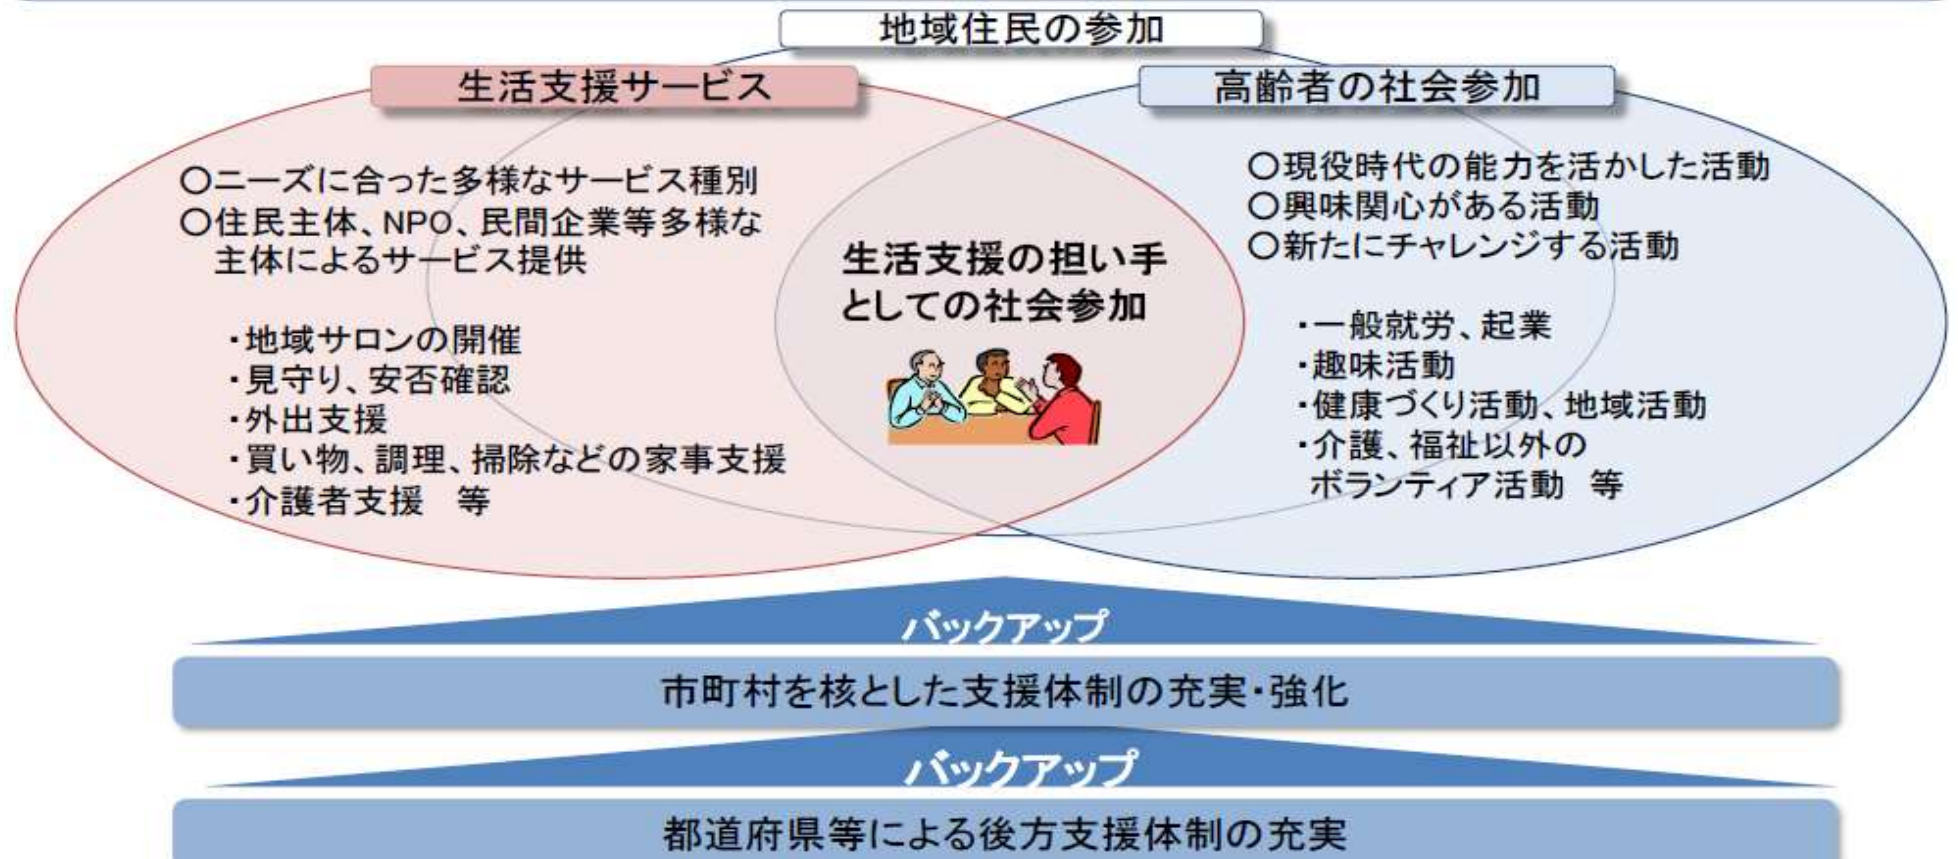 地域住民の参加
生活支援サービス
〇ニーズに合った多様なサービス種別
〇住民主体、NPO、民間企業等多様な
主体によるサービス提供
・地域サロンの開催
・見守り、安否確認
・外出支援
・買い物、調理、掃除などの家事支援
・介護者支援　等
生活支援の担い手
としての社会参加
高齢者の社会参加
〇現役時代の能力を活かした活動
〇興味関心がある活動
〇新たにチャレンジする活動
・一般就労、起業
・趣味活動
・健康づくり活動、地域活動
・介護、福祉以外の
ボランティア活動　等
バックアップ
市町村を核とした支援体制の充実・強化
バックアップ
都道府県等による後方支援体制の充実